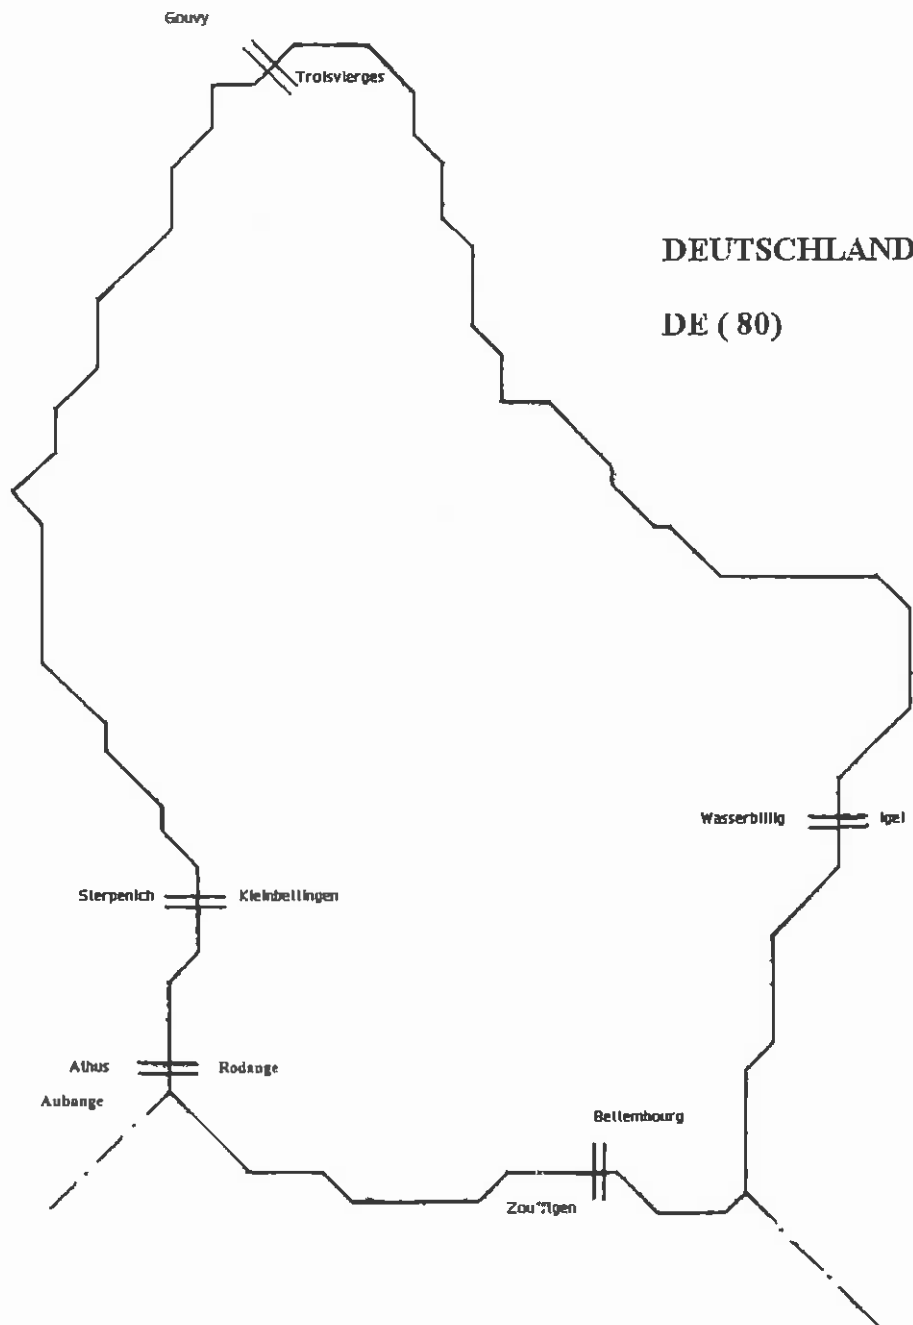 Gouvy
Troisvierges
DEUTSCHLAND
DE ( 80)
Wasserbillig
Igel
Sterpenich
Kleinbettingen
Athus
Rodange
Aubange
Bettembourg